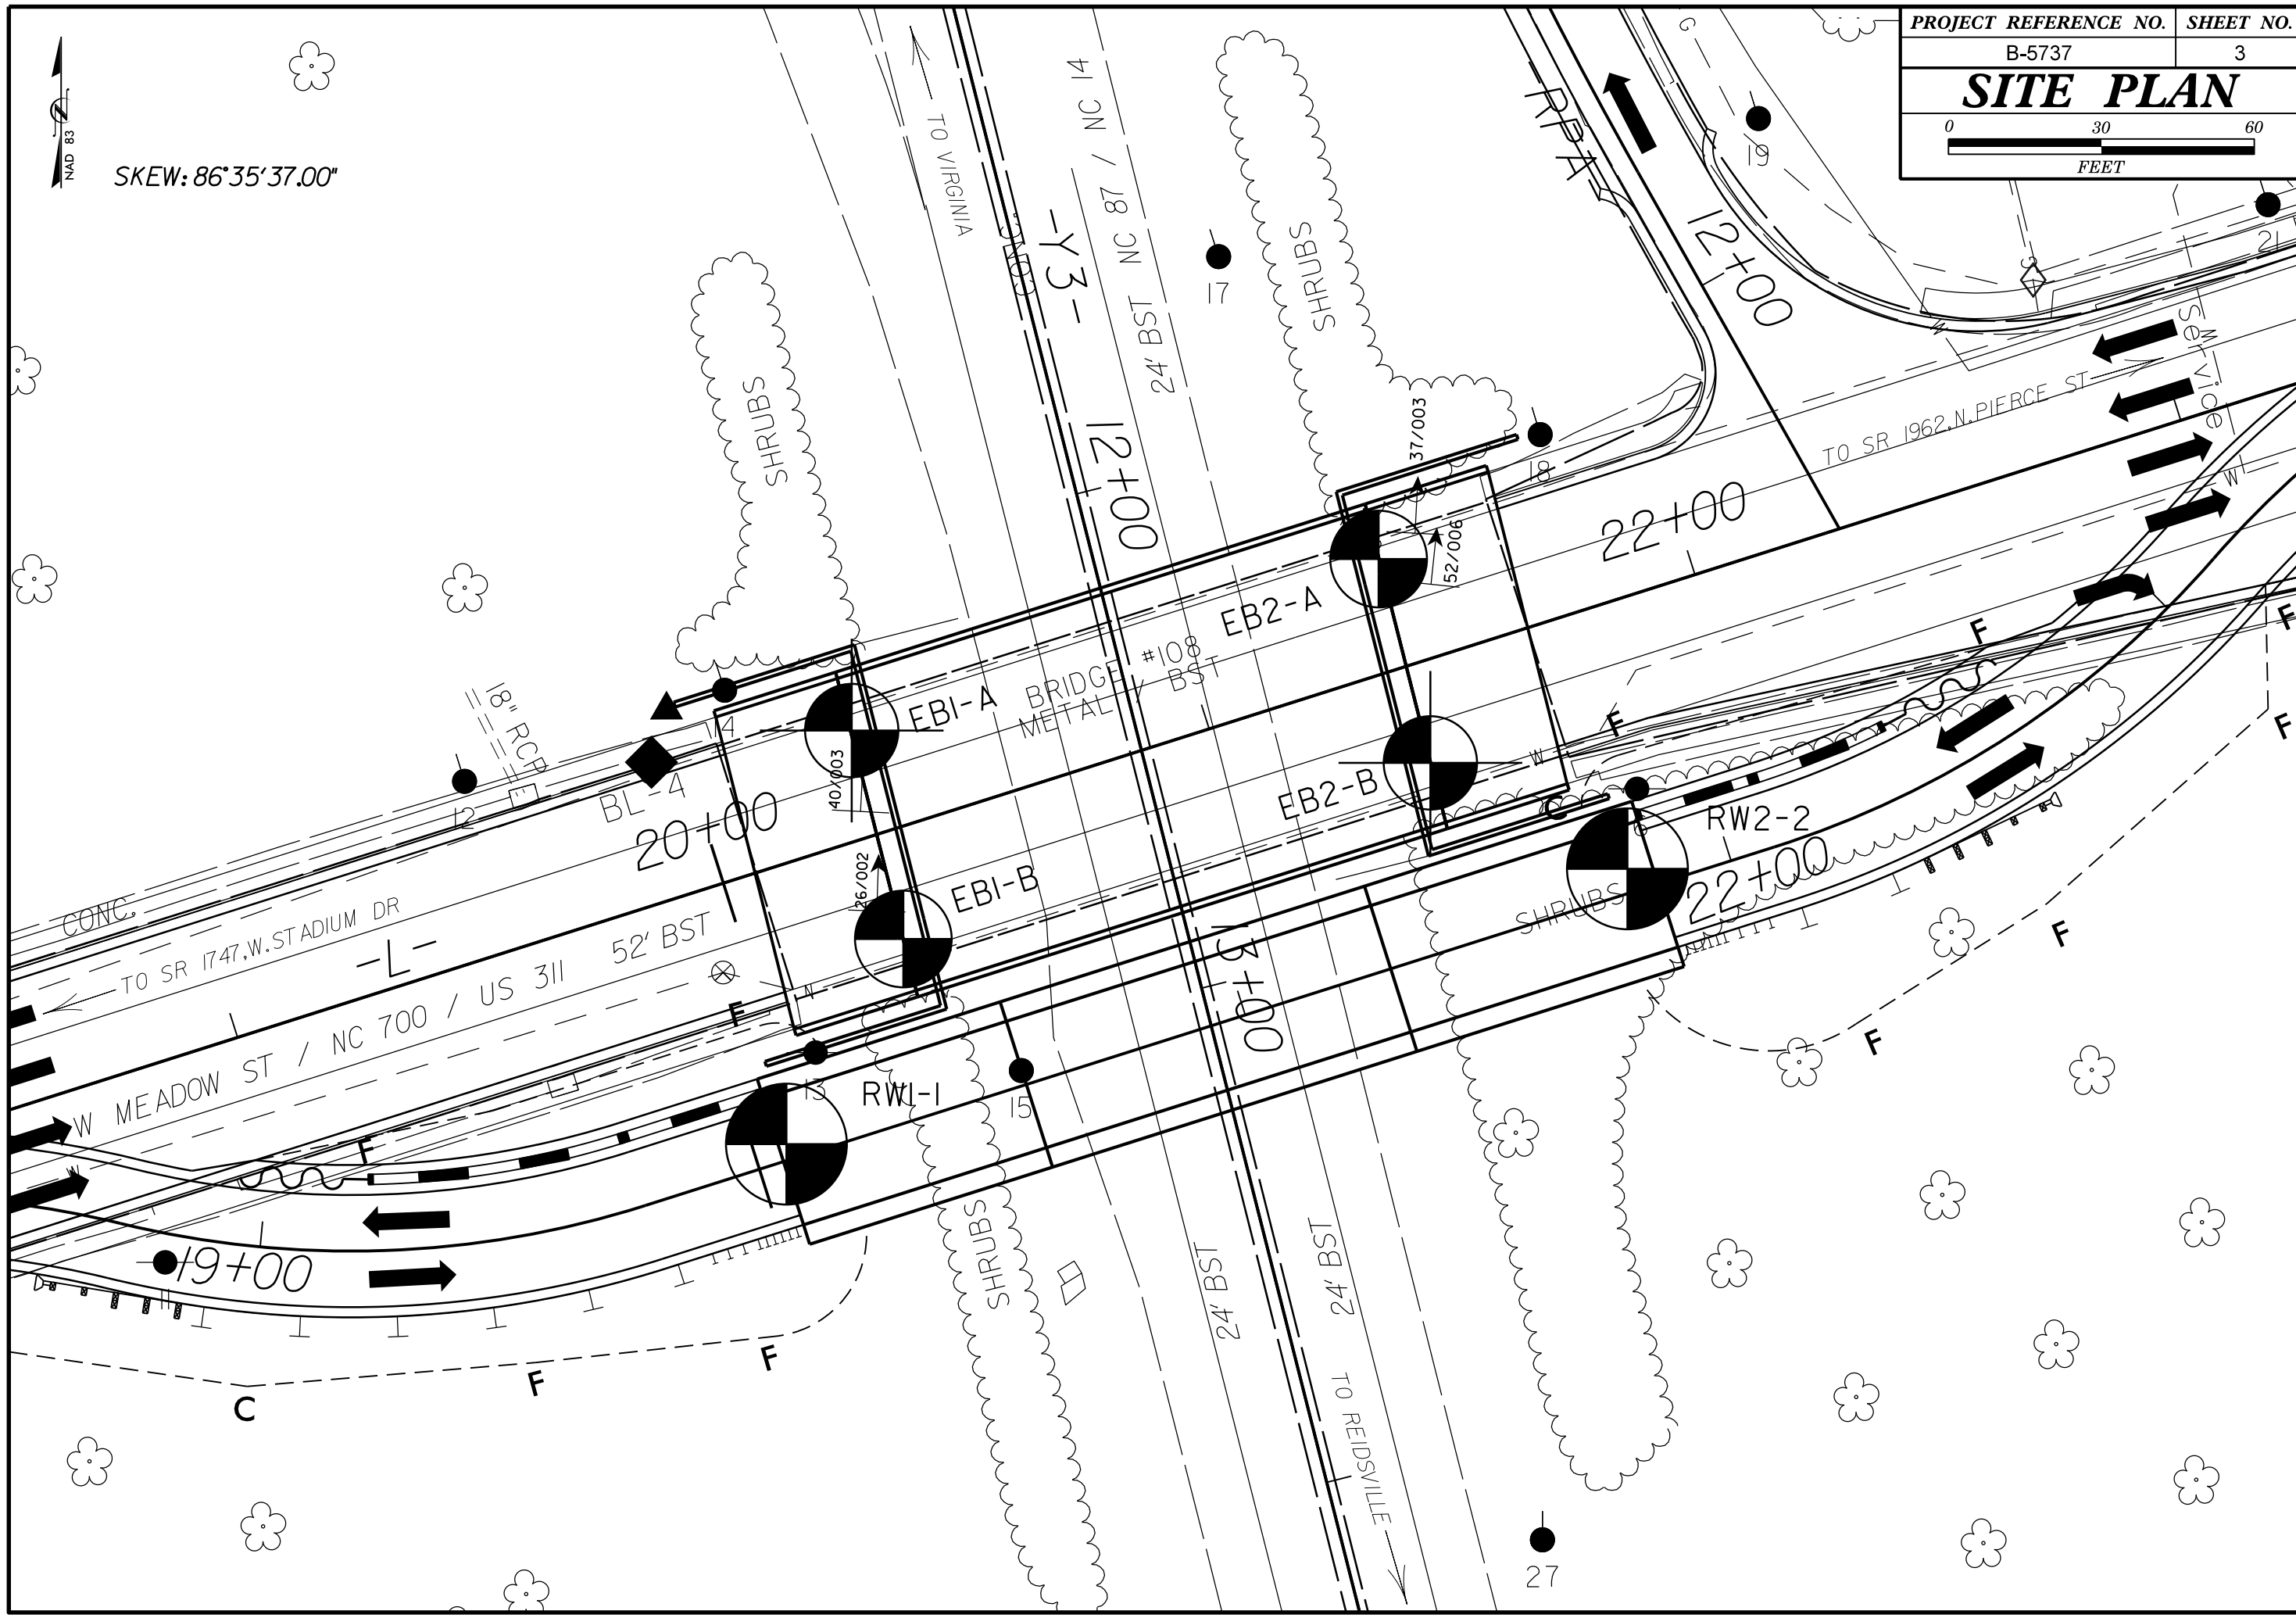 PROJECT REFERENCE NO. SHEET NO.
B-5737 3
SITE PLAN
0 30 60
FEET
NAD 83
SKEW: 86°35'37.00"
TO VIRGINIA
CONC.
-Y3-
24' BST NC 87 / NC 14
17
SHRUBS
-RPA-
G
19
12+00
21
G
W
W
Service
TO SR 1962, N. PIERCE ST
W
SHRUBS
12+00
37/003
18
52/006
22+00
EB2-A
BRIDGE #108
METAL / BST
EB1-A
14
18" RCP
12
BL-4
20+00
40/003
26/002
EB1-B
EB2-B
W
C
F
F
F
F
6
RW2-2
22+00
SHRUBS
F
F
CONC.
TO SR 1747, W. STADIUM DR
-L-
52' BST
W MEADOW ST / NC 700 / US 311
F
F
W
13
RW1-1
15
13+00
19+00
11
C
F
F
SHRUBS
24' BST
24' BST
TO REIDSVILLE
27